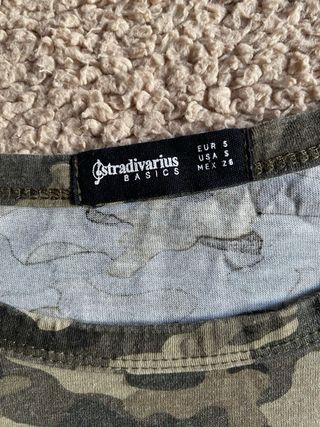 stradivarius
BASICS
EUR S
USA S
MEX 26